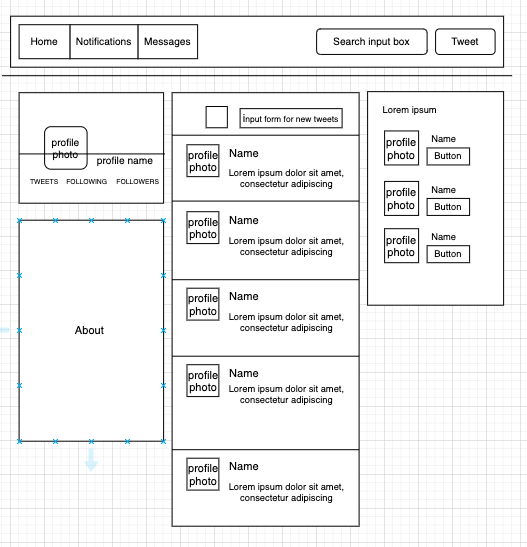 Home
Notifications
Messages
Search input box
Tweet
profile
photo
profile name
TWEETS
FOLLOWING
FOLLOWERS
About
Input form for new tweets
profile
photo
Name
Lorem ipsum dolor sit amet,
consectetur adipiscing
profile
photo
Name
Lorem ipsum dolor sit amet,
consectetur adipiscing
profile
photo
Name
Lorem ipsum dolor sit amet,
consectetur adipiscing
profile
photo
Name
Lorem ipsum dolor sit amet,
consectetur adipiscing
profile
photo
Name
Lorem ipsum dolor sit amet,
consectetur adipiscing
Lorem ipsum
profile
photo
Name
Button
profile
photo
Name
Button
profile
photo
Name
Button